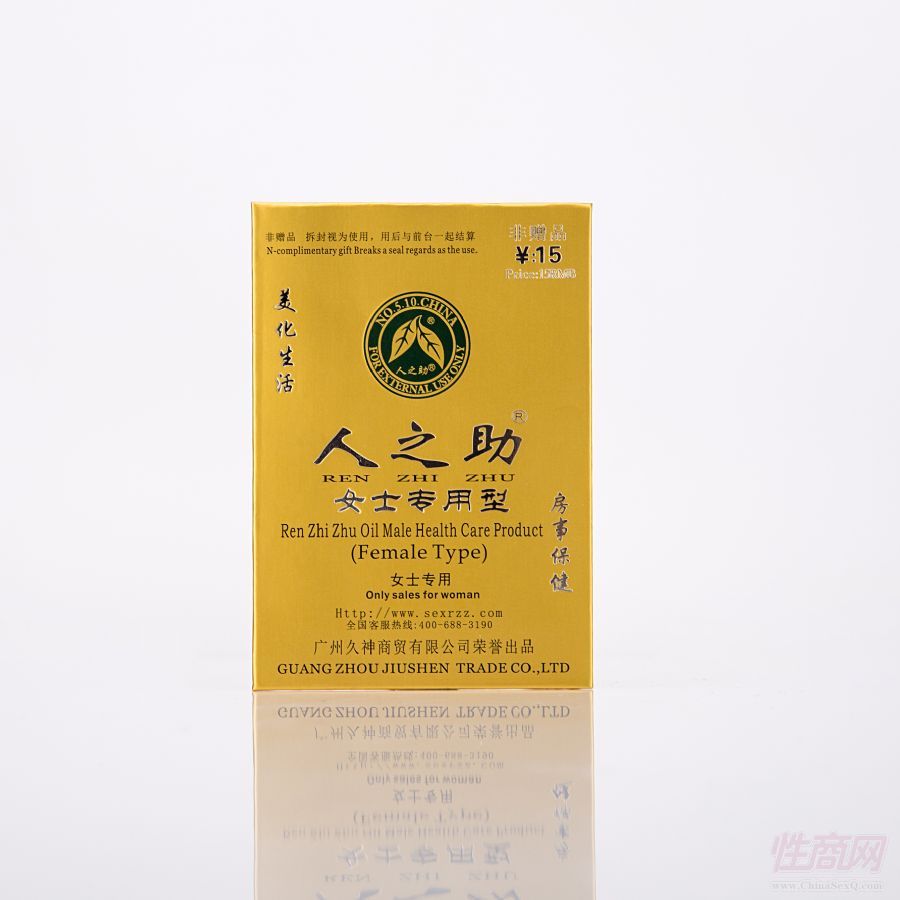 非赠品 拆封视为使用,用后与前台一起结算
N-complimentary gift Breaks a seal regards as the use.
非赠品
¥:15
Price:15RMB
美化生活
NO.5.10.CHINA
人之助®
FOR EXTERNAL USE ONLY
人之助®
REN ZHI ZHU
女士专用型
房事保健
Ren Zhi Zhu Oil Male Health Care Product
(Female Type)
女士专用
Only sales for woman
Http://www.sexrzz.com
全国客服热线:400-688-3190
广州久神商贸有限公司荣誉出品
GUANG ZHOU JIUSHEN TRADE CO.,LTD
性商网
www.ChinaSexQ.com